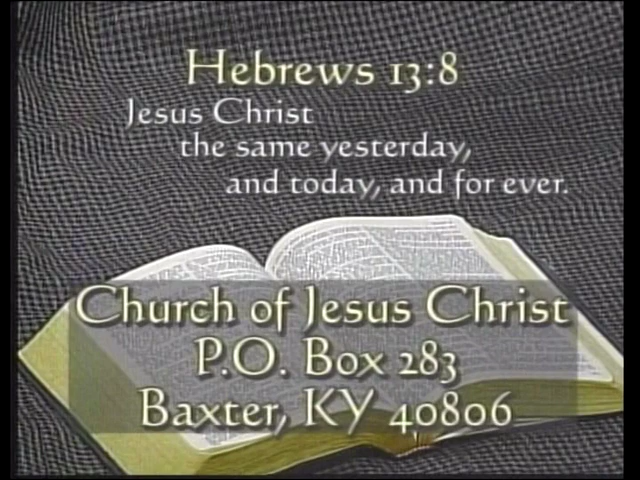 Hebrews 13:8
Jesus Christ
the same yesterday,
and today, and for ever.
Church of Jesus Christ
P.O. Box 283
Baxter, KY 40806